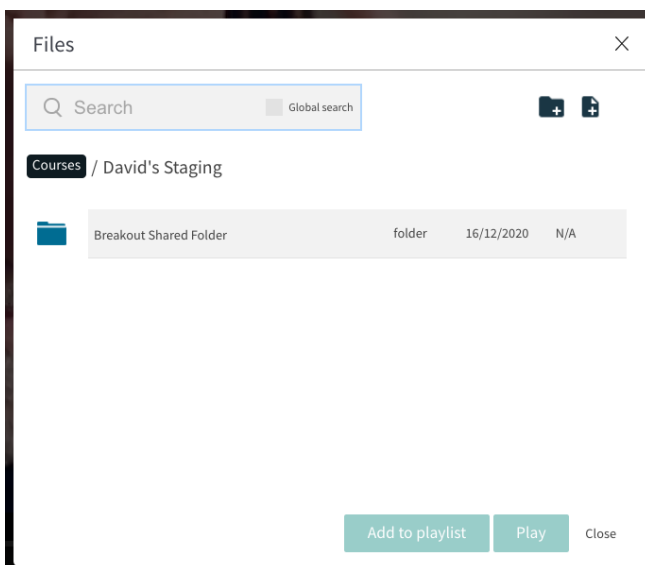 Files
Search Global search
Courses / David's Staging
Breakout Shared Folder folder 16/12/2020 N/A
Add to playlist Play Close